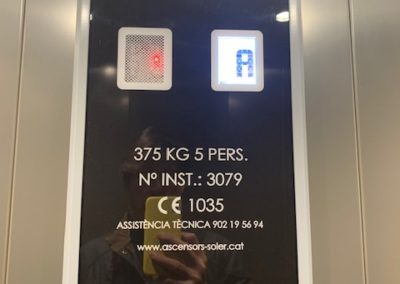 A
375 KG 5 PERS.
Nº INST.: 3079
CE 1035
ASSISTÈNCIA TÈCNICA 902 19 56 94
www.ascensors-soler.cat